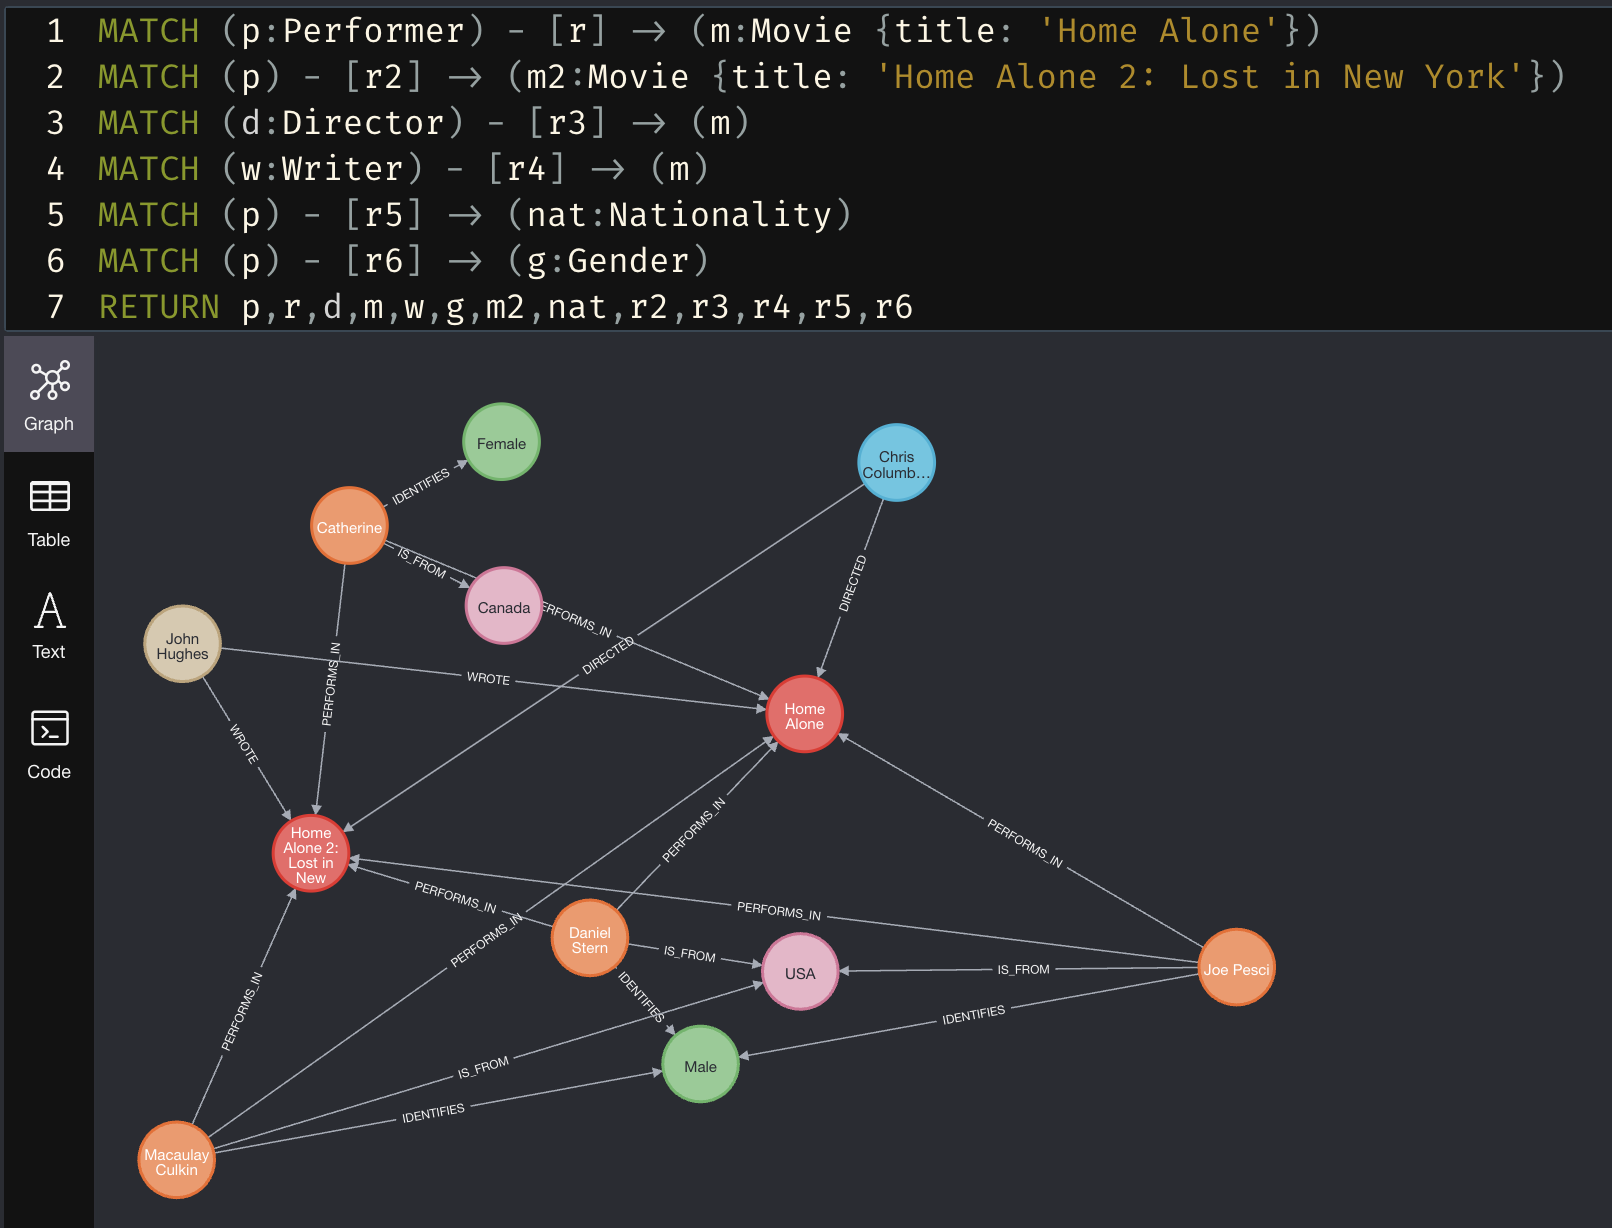 1 MATCH (p:Performer) - [r] -> (m:Movie {title: 'Home Alone'})
2 MATCH (p) - [r2] -> (m2:Movie {title: 'Home Alone 2: Lost in New York'})
3 MATCH (d:Director) - [r3] -> (m)
4 MATCH (w:Writer) - [r4] -> (m)
5 MATCH (p) - [r5] -> (nat:Nationality)
6 MATCH (p) - [r6] -> (g:Gender)
7 RETURN p,r,d,m,w,g,m2,nat,r2,r3,r4,r5,r6
Graph
Table
Text
Code
Female
Chris
Columb...
IDENTIFIES
Catherine
IS_FROM
DIRECTED
Canada
ERFORMS_IN
John
Hughes
DIRECTED
WROTE
PERFORMS_IN
Home
Alone
WROTE
Home
Alone 2:
Lost in
New
PERFORMS_IN
PERFORMS_IN
PERFORMS_IN
PERFORMS_IN
PERFORMS_IN
Daniel
Stern
IS_FROM
USA
IS_FROM
Joe Pesci
IDENTIFIES
PERFORMS_IN
IDENTIFIES
Male
IS_FROM
IDENTIFIES
Macaulay
Culkin